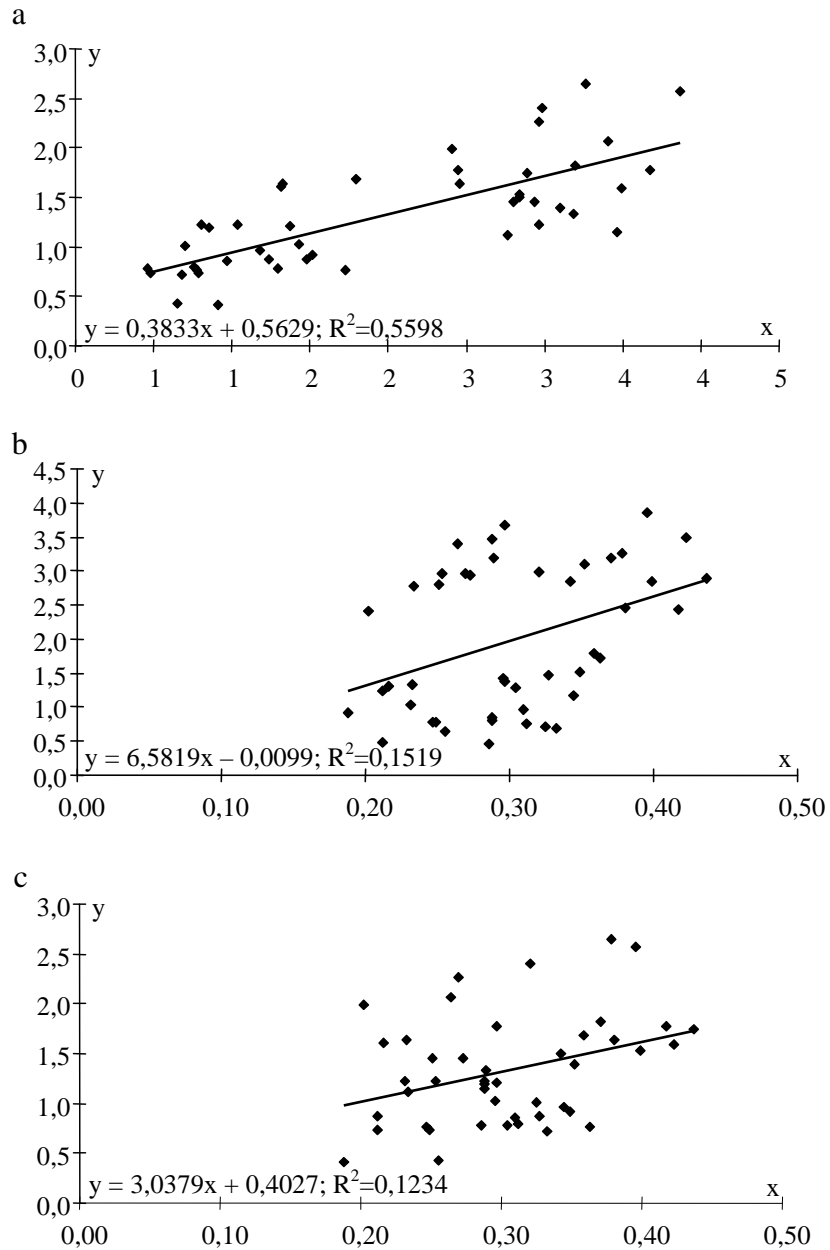 a
3,0
y
2,5
2,0
1,5
1,0
0,5
y = 0,3833x + 0,5629; R²=0,5598
x
0,0
0 1 1 2 2 3 3 4 4 5
b
4,5
y
4,0
3,5
3,0
2,5
2,0
1,5
1,0
0,5
y = 6,5819x – 0,0099; R²=0,1519
x
0,0
0,00 0,10 0,20 0,30 0,40 0,50
c
3,0
y
2,5
2,0
1,5
1,0
0,5
y = 3,0379x + 0,4027; R²=0,1234
x
0,0
0,00 0,10 0,20 0,30 0,40 0,50